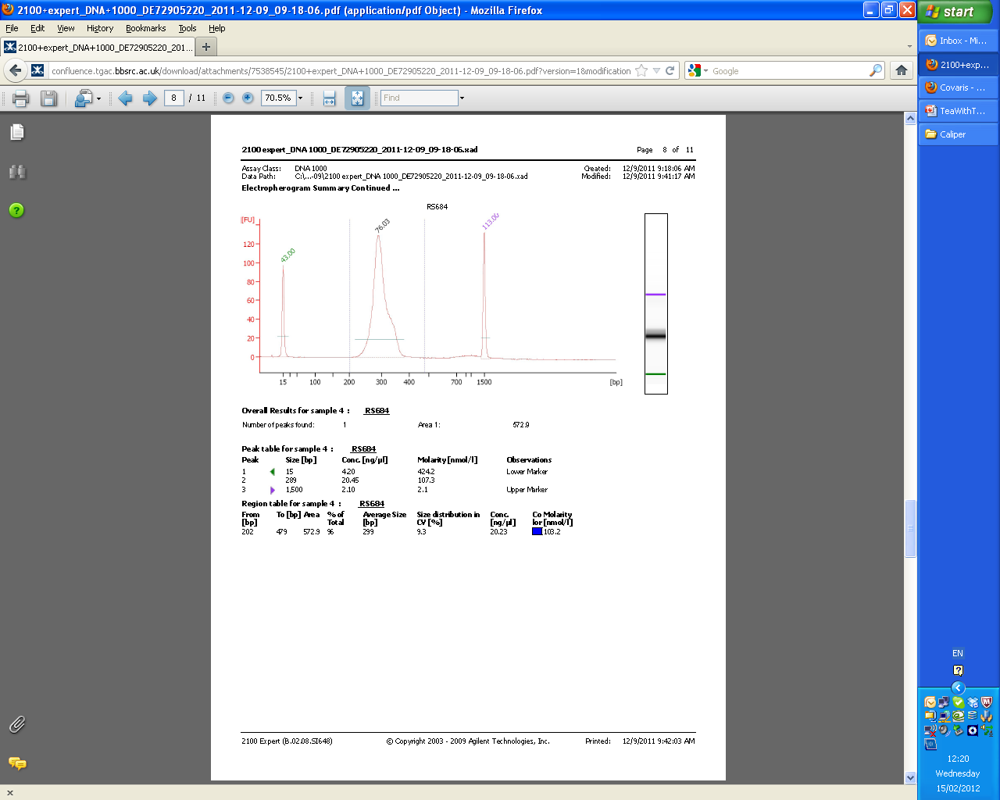 2100+expert_DNA+1000_DE72905220_2011-12-09_09-18-06.pdf (application/pdf Object) - Mozilla Firefox
start
File Edit View History Bookmarks Tools Help
2100+expert_DNA+1000_DE72905220_201... +
Inbox - Mi...
2100+exp...
Covaris - ...
TeaWithT...
Caliper
confluence.tgac.bbsrc.ac.uk/download/attachments/7538545/2100+expert_DNA+1000_DE72905220_2011-12-09_09-18-06.pdf?version=1&modification
Google
8 / 11 70.5% Find
2100 expert_DNA 1000_DE72905220_2011-12-09_09-18-06.xad Page 8 of 11
Assay Class: DNA 1000 Created: 12/9/2011 9:18:06 AM
Data Path: C:\...-09\2100 expert_DNA 1000_DE72905220_2011-12-09_09-18-06.xad Modified: 12/9/2011 9:41:17 AM
Electropherogram Summary Continued ...
RS684
[FU]
43.00
76.03
113.00
120
100
80
60
40
20
0
15 100 200 300 400 700 1500 [bp]
Overall Results for sample 4 : RS684
Number of peaks found: 1 Area 1: 572.9
Peak table for sample 4 : RS684
Peak Size [bp] Conc. [ng/µl] Molarity [nmol/l] Observations
1 15 4.20 424.2 Lower Marker
2 289 20.45 107.3
3 1,500 2.10 2.1 Upper Marker
Region table for sample 4 : RS684
From To [bp] Area % of Average Size Size distribution in Conc. Co Molarity
[bp] Total [bp] CV [%] [ng/µl] lor [nmol/l]
202 479 572.9 96 299 9.3 20.23 103.2
2100 Expert (B.02.08.SI648) © Copyright 2003 - 2009 Agilent Technologies, Inc. Printed: 12/9/2011 9:42:03 AM
EN
12:20
Wednesday
15/02/2012